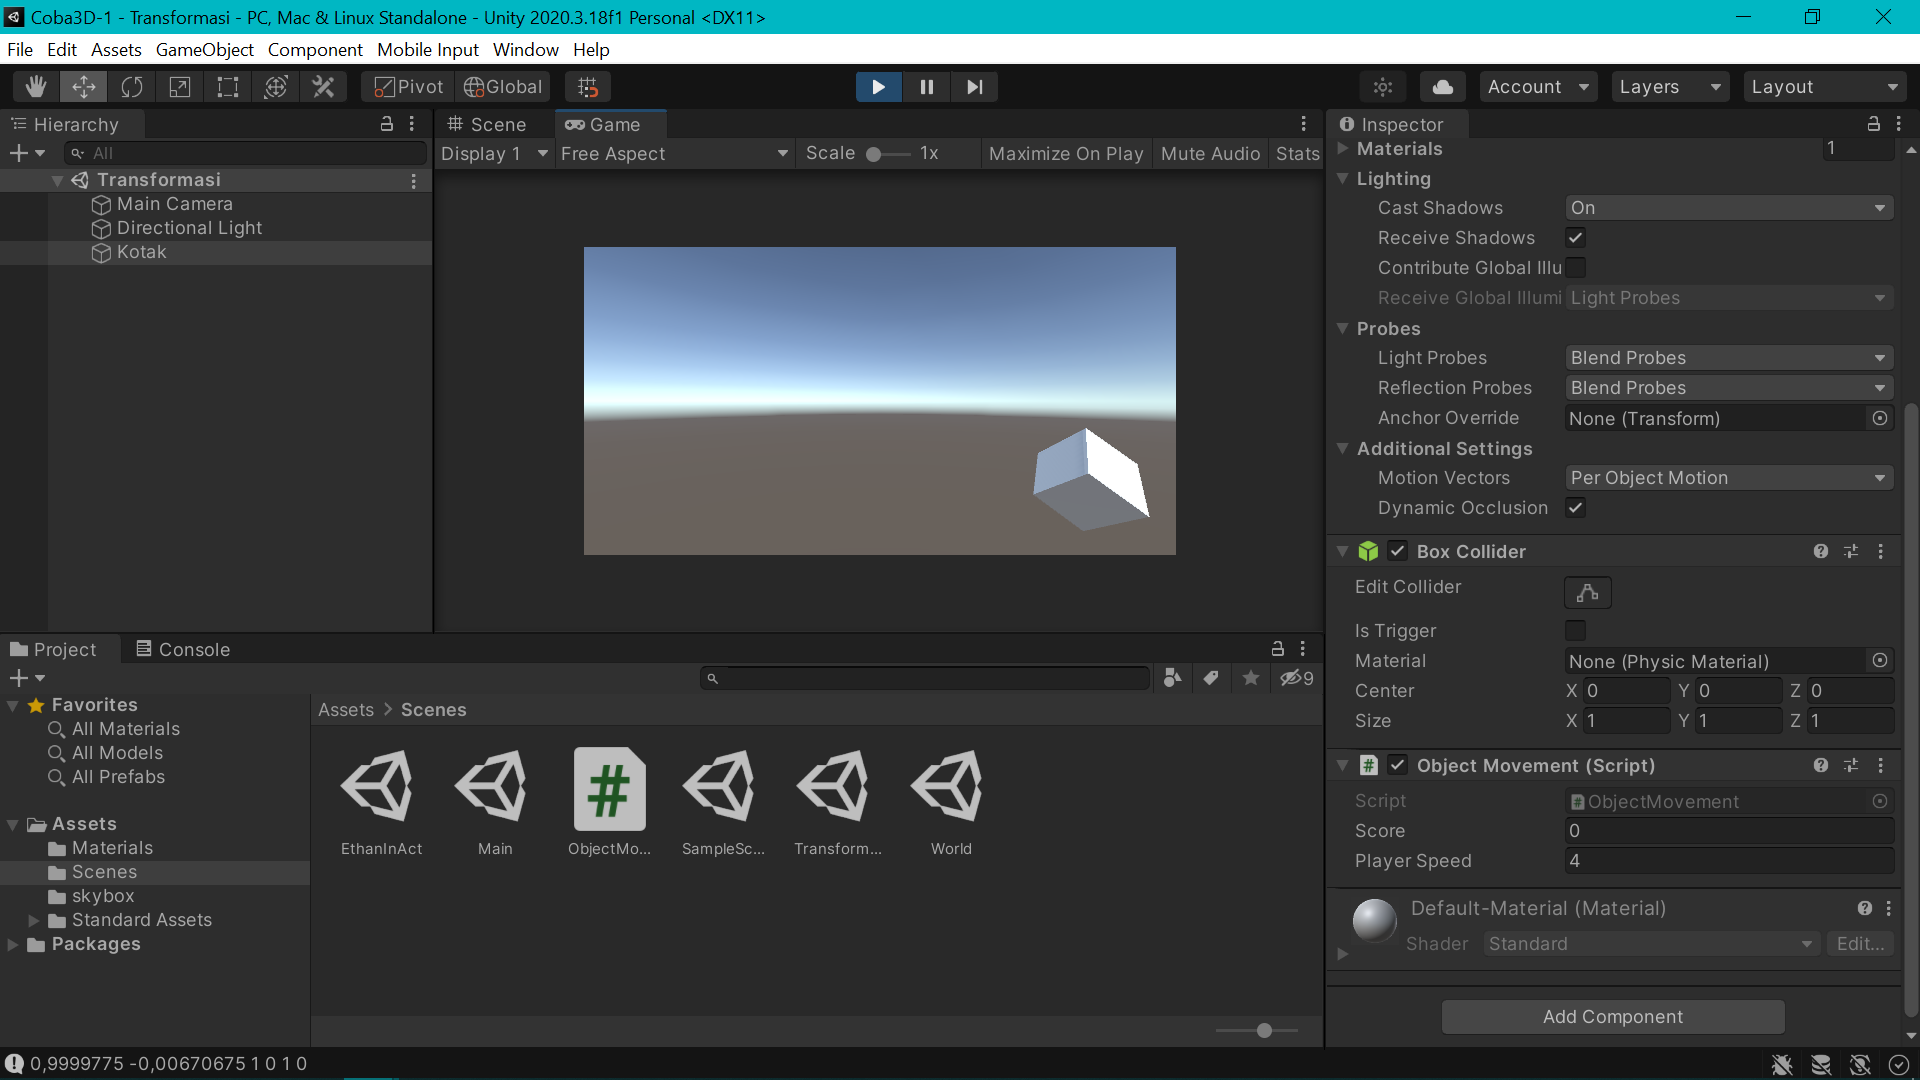 Coba3D-1 - Transformasi - PC, Mac & Linux Standalone - Unity 2020.3.18f1 Personal <DX11>
File Edit Assets GameObject Component Mobile Input Window Help
Pivot Global Account Layers Layout
Hierarchy
All
Transformasi
Main Camera
Directional Light
Kotak
Scene Game
Display 1 Free Aspect Scale 1x Maximize On Play Mute Audio Stats
Inspector
Materials 1
Lighting
Cast Shadows On
Receive Shadows
Contribute Global Illu
Receive Global Illumi Light Probes
Probes
Light Probes Blend Probes
Reflection Probes Blend Probes
Anchor Override None (Transform)
Additional Settings
Motion Vectors Per Object Motion
Dynamic Occlusion
Box Collider
Edit Collider
Is Trigger
Material None (Physic Material)
Center X 0 Y 0 Z 0
Size X 1 Y 1 Z 1
Object Movement (Script)
Script ObjectMovement
Score 0
Player Speed 4
Default-Material (Material)
Shader Standard Edit...
Add Component
Project Console
9
Favorites
All Materials
All Models
All Prefabs
Assets
Materials
Scenes
skybox
Standard Assets
Packages
Assets > Scenes
EthanInAct Main ObjectMo... SampleSc... Transform... World
0,9999775 -0,00670675 1 0 1 0